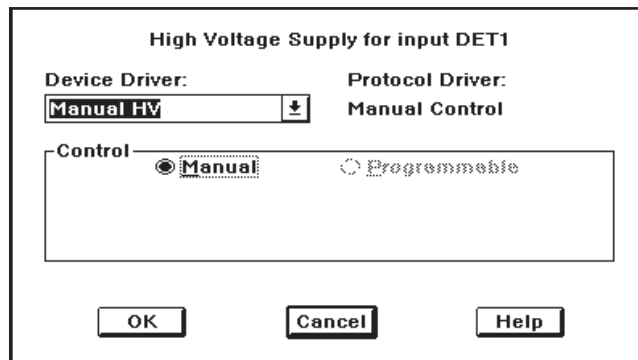 High Voltage Supply for input DET1
Device Driver: Protocol Driver:
Manual HV Manual Control
Control
Manual Programmable
OK Cancel Help